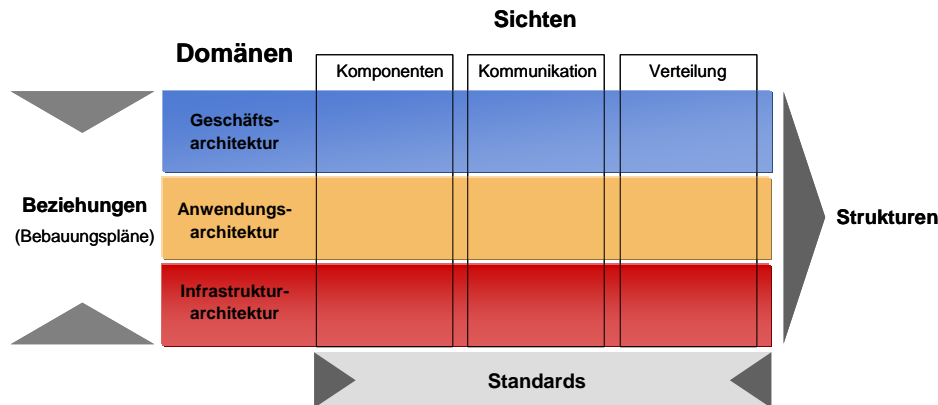 Sichten
Domänen
Komponenten
Kommunikation
Verteilung
Geschäfts-
architektur
Beziehungen
(Bebauungspläne)
Anwendungs-
architektur
Strukturen
Infrastruktur-
architektur
Standards